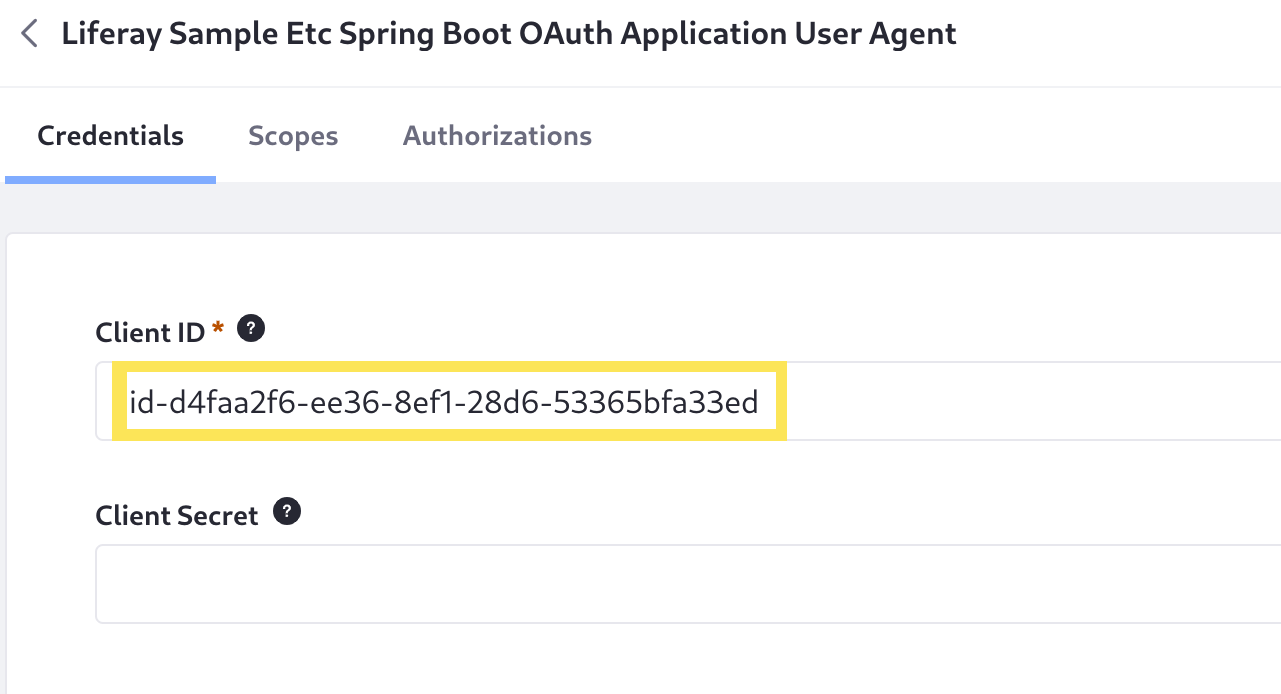 Liferay Sample Etc Spring Boot OAuth Application User Agent
Credentials Scopes Authorizations
Client ID * ?
id-d4faa2f6-ee36-8ef1-28d6-53365bfa33ed
Client Secret ?